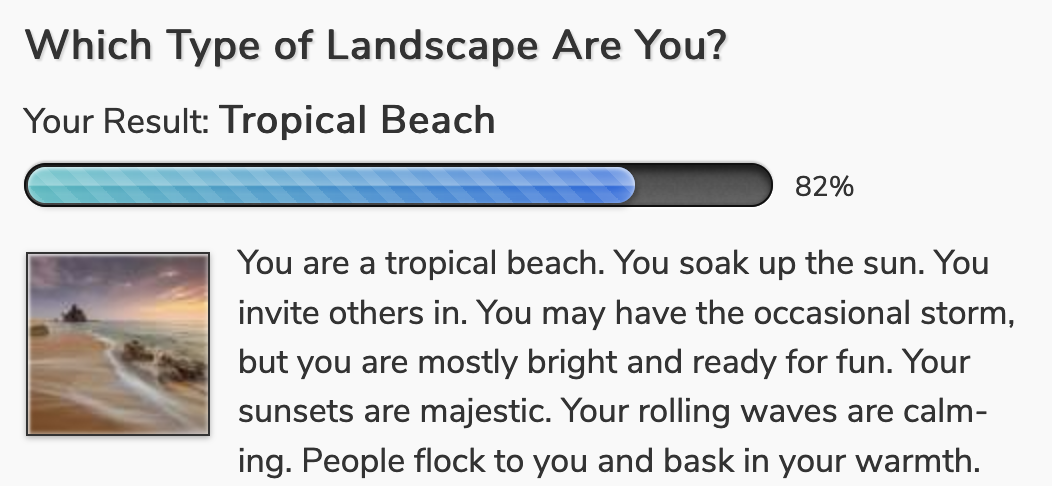 Which Type of Landscape Are You?
Your Result: Tropical Beach
82%
You are a tropical beach. You soak up the sun. You
invite others in. You may have the occasional storm,
but you are mostly bright and ready for fun. Your
sunsets are majestic. Your rolling waves are calm-
ing. People flock to you and bask in your warmth.